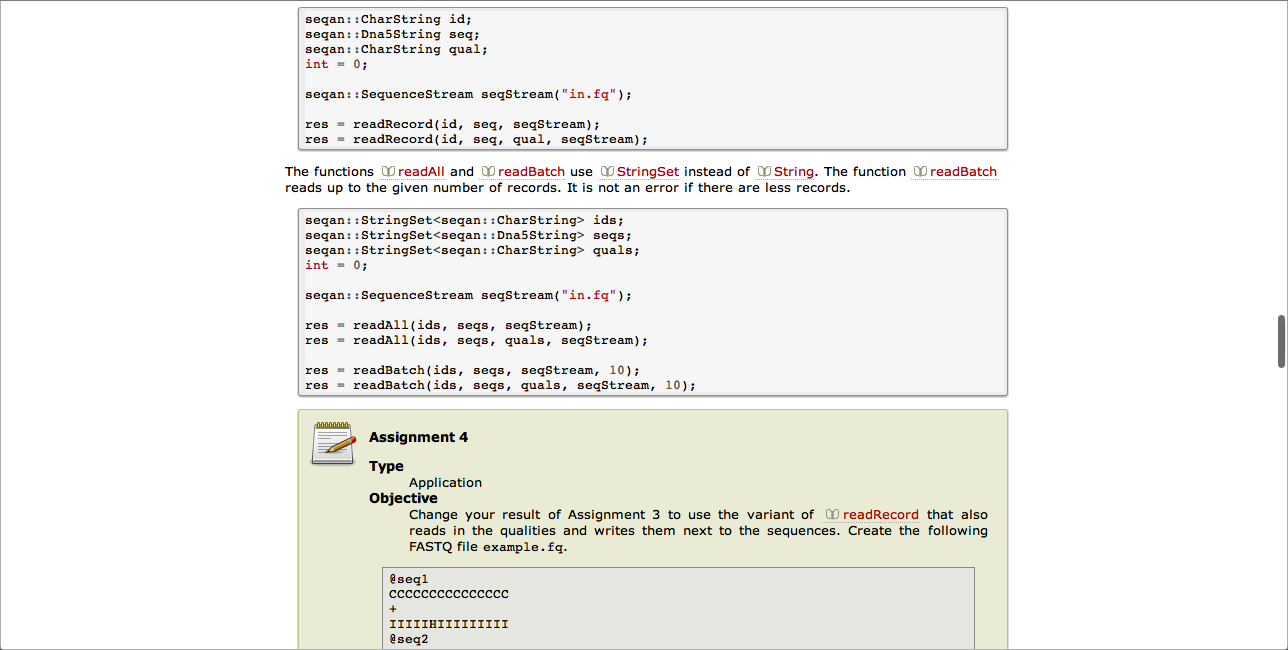 seqan::CharString id;
seqan::Dna5String seq;
seqan::CharString qual;
int = 0;
seqan::SequenceStream seqStream("in.fq");
res = readRecord(id, seq, seqStream);
res = readRecord(id, seq, qual, seqStream);
The functions readAll and readBatch use StringSet instead of String. The function readBatch
reads up to the given number of records. It is not an error if there are less records.
seqan::StringSet<seqan::CharString> ids;
seqan::StringSet<seqan::Dna5String> seqs;
seqan::StringSet<seqan::CharString> quals;
int = 0;
seqan::SequenceStream seqStream("in.fq");
res = readAll(ids, seqs, seqStream);
res = readAll(ids, seqs, quals, seqStream);
res = readBatch(ids, seqs, seqStream, 10);
res = readBatch(ids, seqs, quals, seqStream, 10);
Assignment 4
Type
Application
Objective
Change your result of Assignment 3 to use the variant of readRecord that also
reads in the qualities and writes them next to the sequences. Create the following
FASTQ file example.fq.
@seq1
CCCCCCCCCCCCCCC
+
IIIIIHIIIIIIIII
@seq2